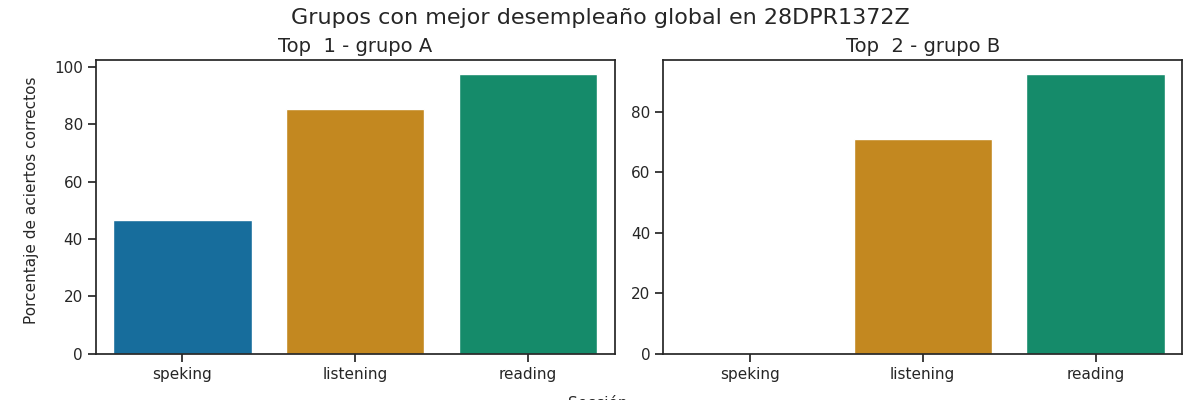 Grupos con mejor desempleaño global en 28DPR1372Z
Top  1 - grupo A
Top  2 - grupo B
Porcentaje de aciertos correctos
100
80
60
40
20
0
80
60
40
20
0
speking
listening
reading
speking
listening
reading
Sección